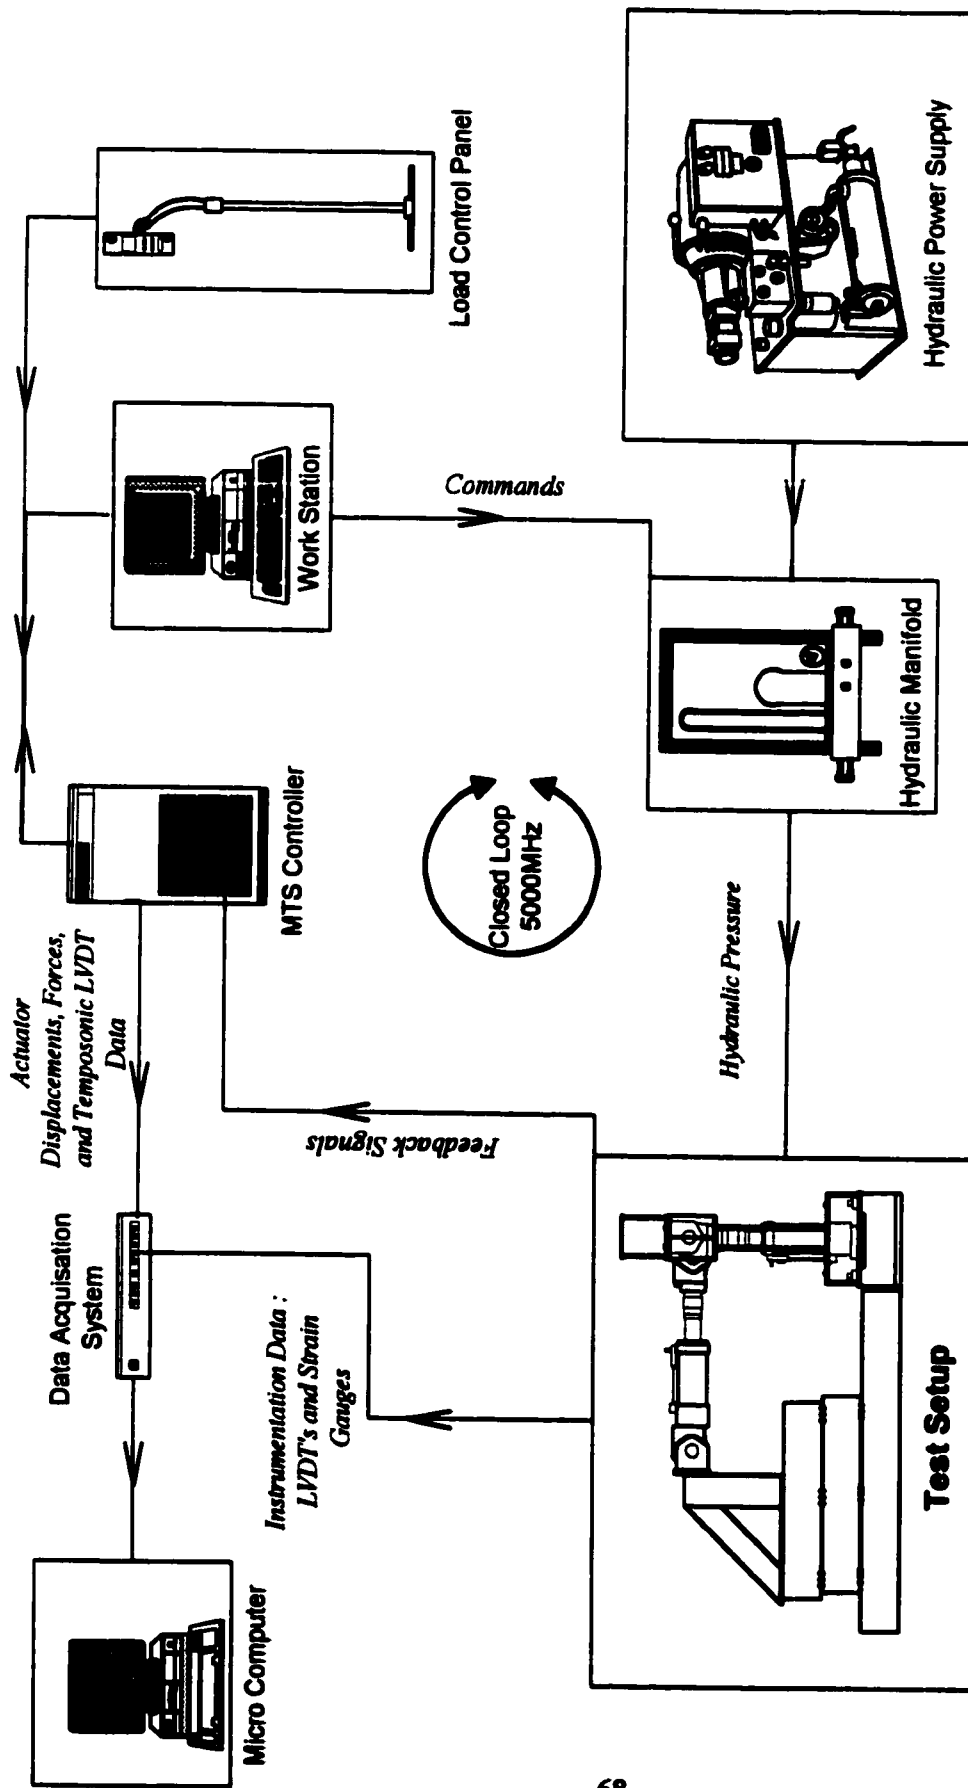 Micro Computer
Data Acquisation
System
Actuator
Displacements, Forces,
and Temposonic LVDT
Data
MTS Controller
Work Station
Load Control Panel
Instrumentation Data :
LVDT's and Strain
Gauges
Feedback Signals
Closed Loop
5000MHz
Commands
Hydraulic Pressure
Test Setup
Hydraulic Manifold
Hydraulic Power Supply
68